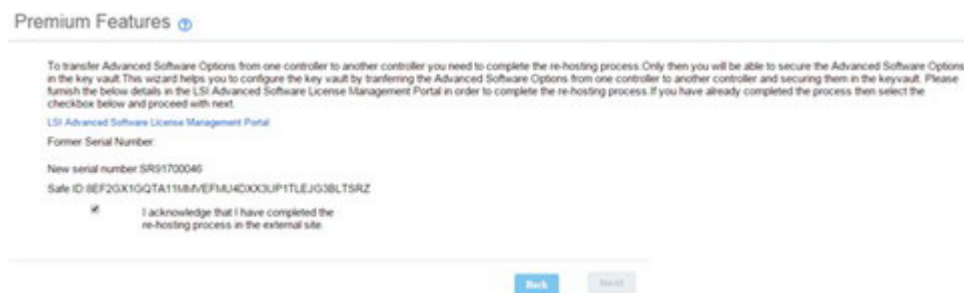 Premium Features
To transfer Advanced Software Options from one controller to another controller you need to complete the re-hosting process.Only then you will be able to secure the Advanced Software Options
in the key vault.This wizard helps you to configure the key vault by tranferring the Advanced Software Options from one controller to another controller and securing them in the keyvault. Please
furnish the below details in the LSI Advanced Software License Management Portal in order to complete the re-hosting process.If you have already completed the process then select the
checkbox below and proceed with next.
LSI Advanced Software License Management Portal
Former Serial Number:
New serial number:SR91700046
Safe ID:
I acknowledge that I have completed the
re-hosting process in the external site.
Back Next